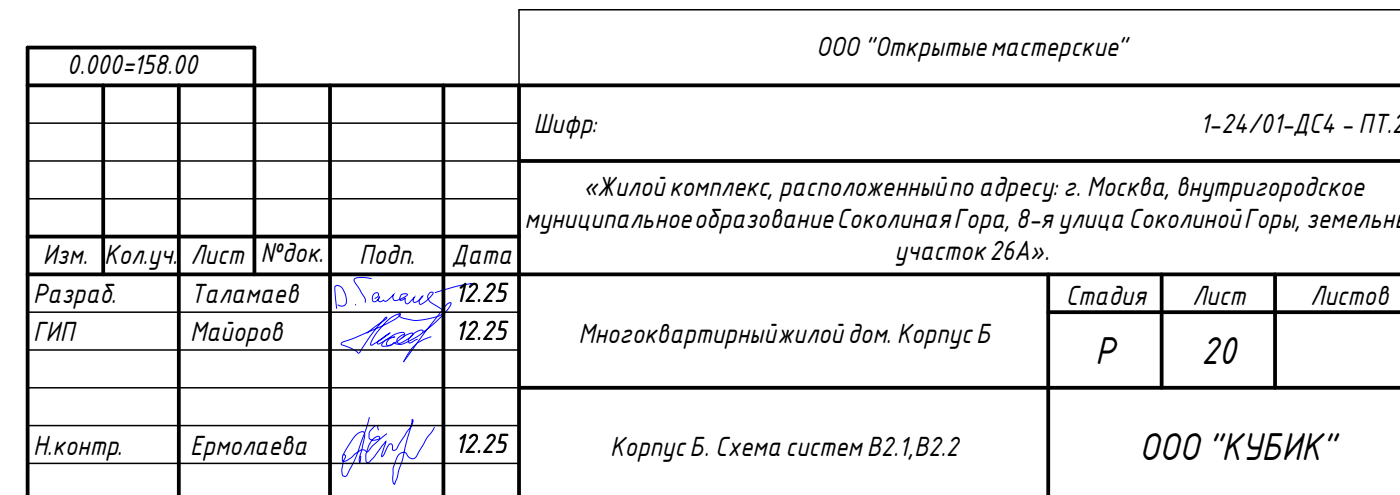 ООО "Открытые мастерские"
0.000=158.00
Шифр: 1-24/01-ДС4 - ПТ.2
«Жилой комплекс, расположенный по адресу: г. Москва, внутригородское
муниципальное образование Соколиная Гора, 8-я улица Соколиной Горы,
участок 26А».
Изм. Кол.уч. Лист №док. Подп. Дата
Разраб. Таламаев 12.25
ГИП Майоров 12.25
Многоквартирный жилой дом. Корпус Б
Стадия Лист Листов
Р 20
Н.контр. Ермолаева 12.25
Корпус Б. Схема систем В2.1,В2.2
ООО "КУБИК"